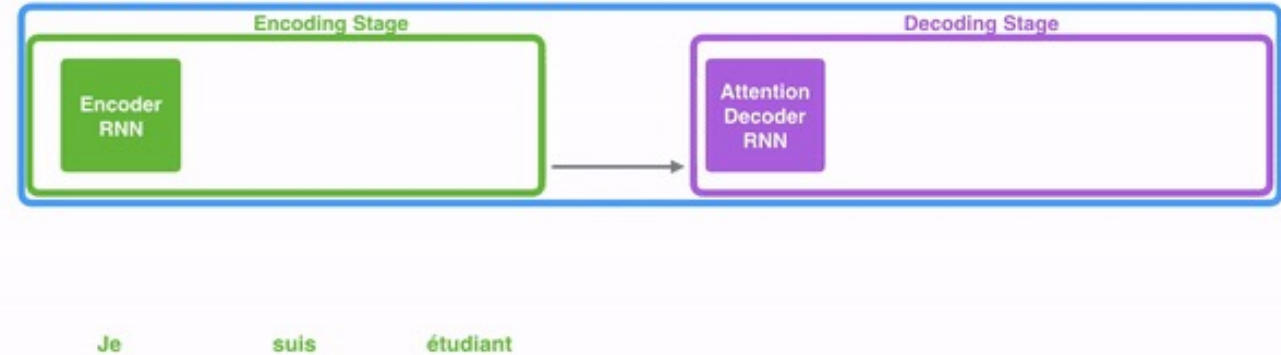 Encoding Stage
Decoding Stage
Encoder
RNN
Attention
Decoder
RNN
Je suis étudiant